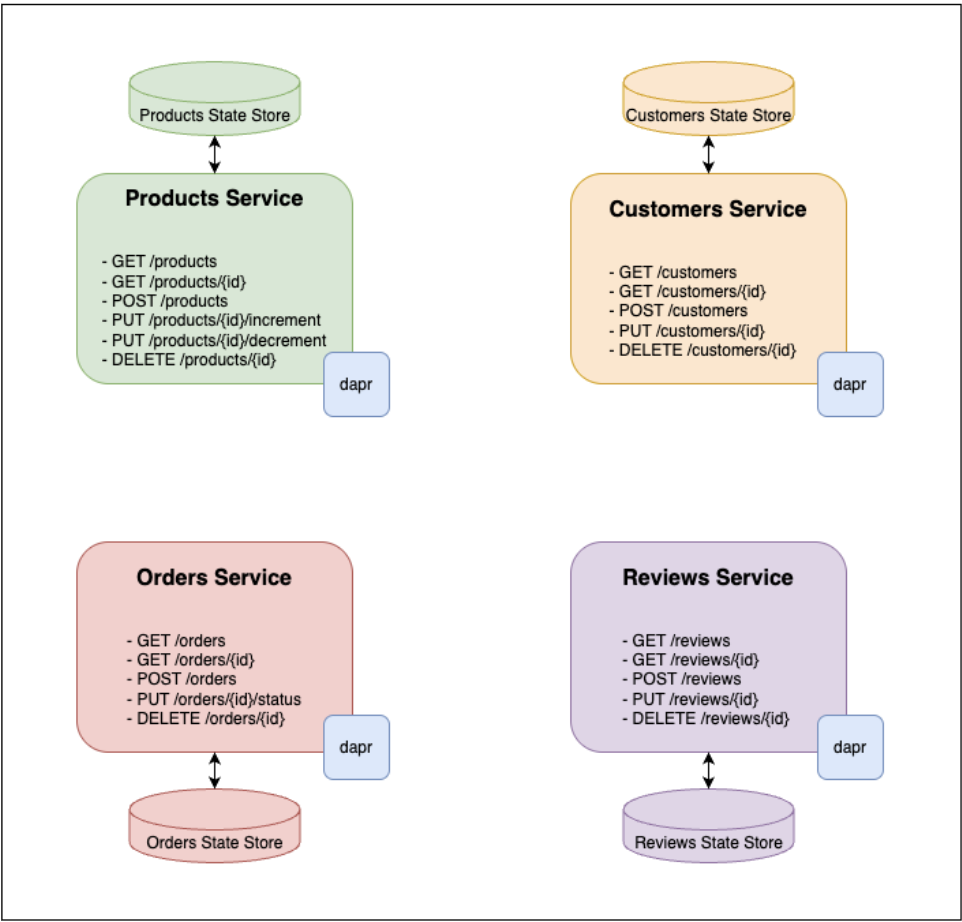 Products State Store
Products Service
- GET /products
- GET /products/{id}
- POST /products
- PUT /products/{id}/increment
- PUT /products/{id}/decrement
- DELETE /products/{id}
dapr
Customers State Store
Customers Service
- GET /customers
- GET /customers/{id}
- POST /customers
- PUT /customers/{id}
- DELETE /customers/{id}
dapr
Orders Service
- GET /orders
- GET /orders/{id}
- POST /orders
- PUT /orders/{id}/status
- DELETE /orders/{id}
dapr
Orders State Store
Reviews Service
- GET /reviews
- GET /reviews/{id}
- POST /reviews
- PUT /reviews/{id}
- DELETE /reviews/{id}
dapr
Reviews State Store